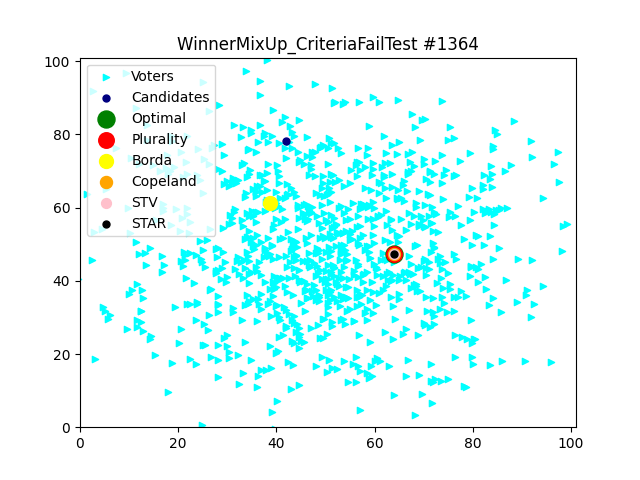 WinnerMixUp_CriteriaFailTest #1364
100
80
60
40
20
0
0
20
40
60
80
100
Voters
Candidates
Optimal
Plurality
Borda
Copeland
STV
STAR